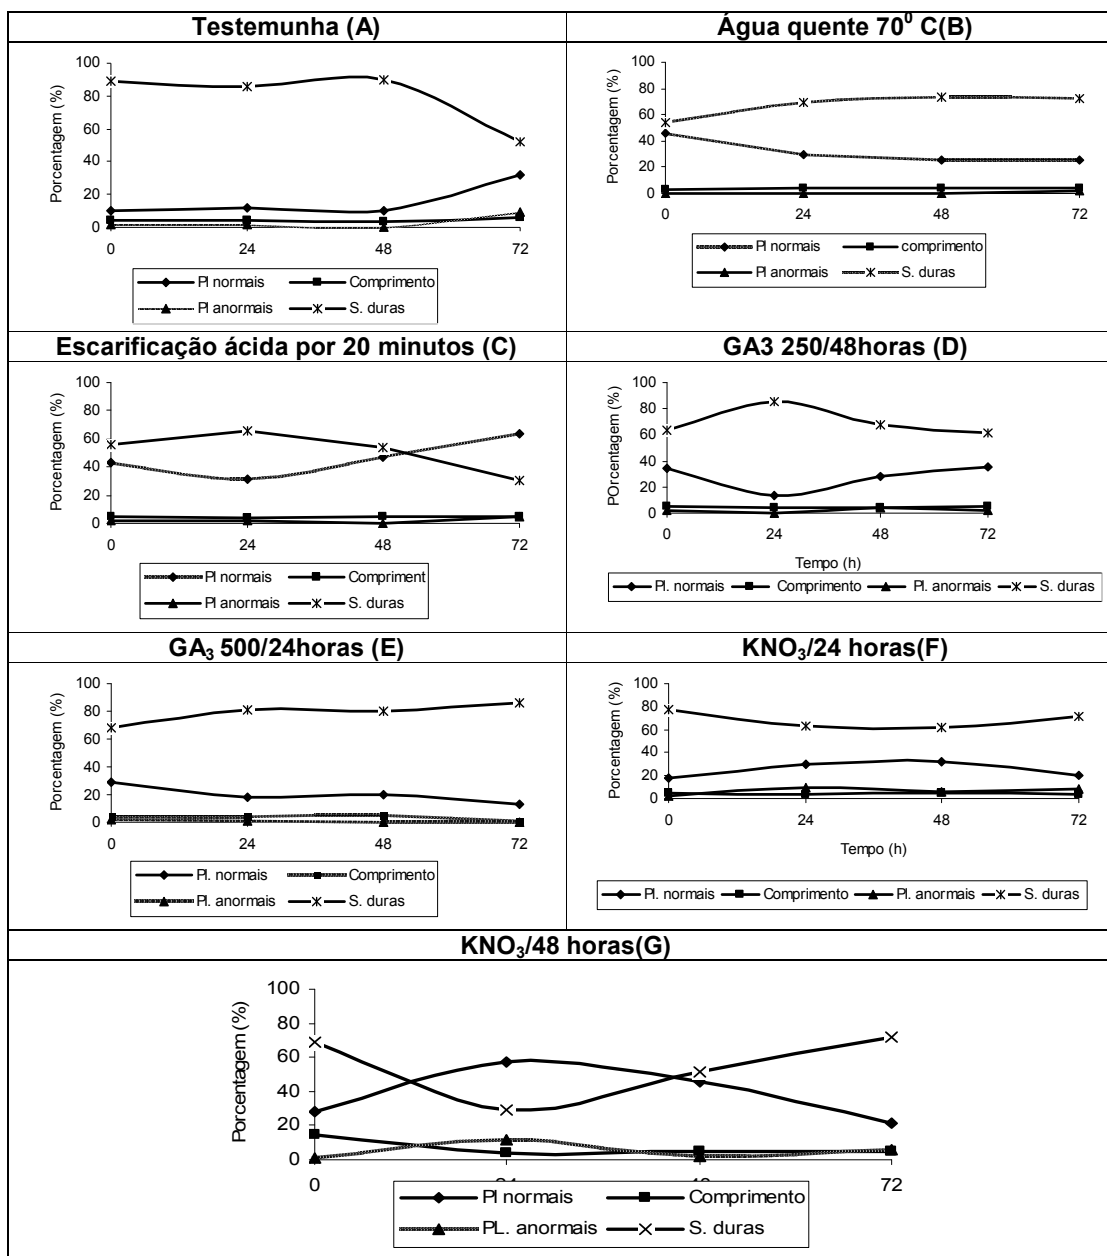 Testemunha (A)
Água quente 70⁰ C(B)
Porcentagem (%)
100
80
60
40
20
0
0 24 48 72
Pl normais Comprimento
Pl anormais S. duras
Porcentagem (%)
100
80
60
40
20
0
0 24 48 72
Pl normais comprimento
Pl anormais S. duras
Escarificação ácida por 20 minutos (C)
GA3 250/48horas (D)
Porcentagem (%)
100
80
60
40
20
0
0 24 48 72
Pl normais Compriment
Pl anormais S. duras
POrcentagem (%)
100
80
60
40
20
0
0 24 48 72
Tempo (h)
Pl. normais Comprimento Pl. anormais S. duras
GA₃ 500/24horas (E)
KNO₃/24 horas(F)
Porcentagem (%)
100
80
60
40
20
0
0 24 48 72
Pl. normais Comprimento
Pl. anormais S. duras
Porcentagem (%)
100
80
60
40
20
0
0 24 48 72
Tempo (h)
Pl. normais Comprimento Pl. anormais S. duras
KNO₃/48 horas(G)
Porcentagem (%)
100
80
60
40
20
0
0 24 48 72
Pl normais Comprimento
PL. anormais S. duras